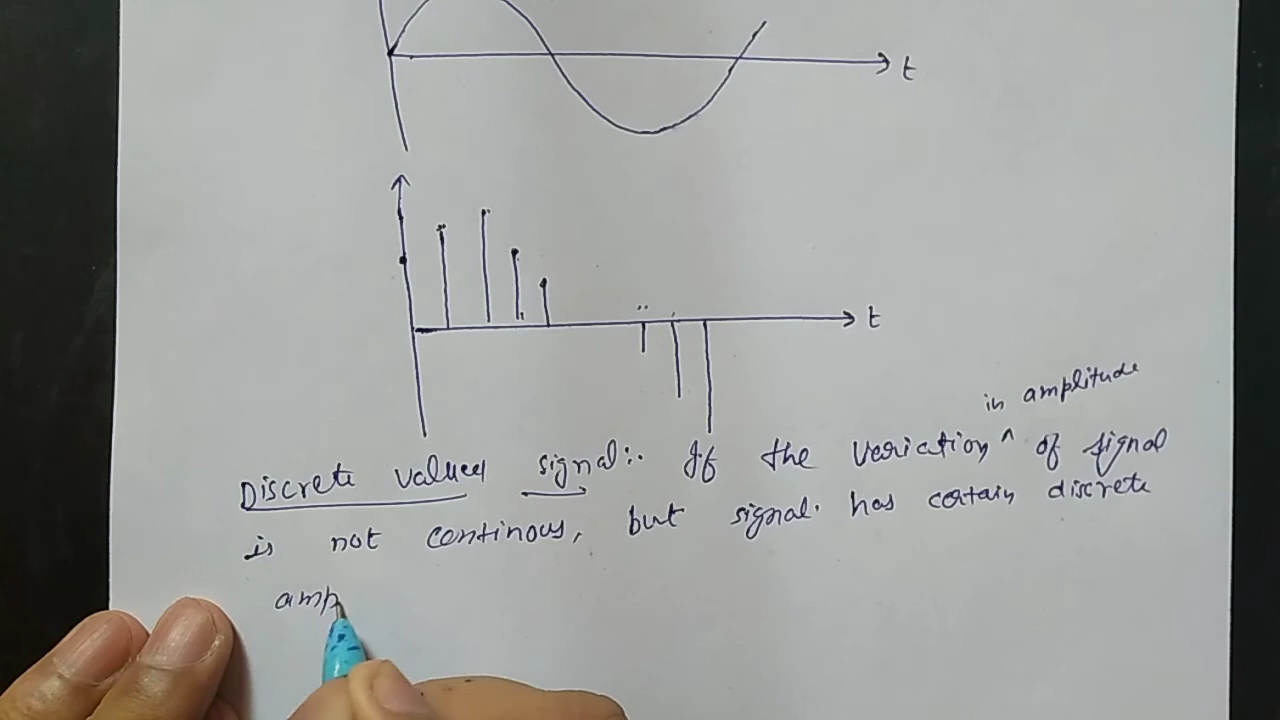 t
t
in amplitude
Discrete valued signal:. If the variation ^ of signal
is not continous, but signal. has certain discrete
amp